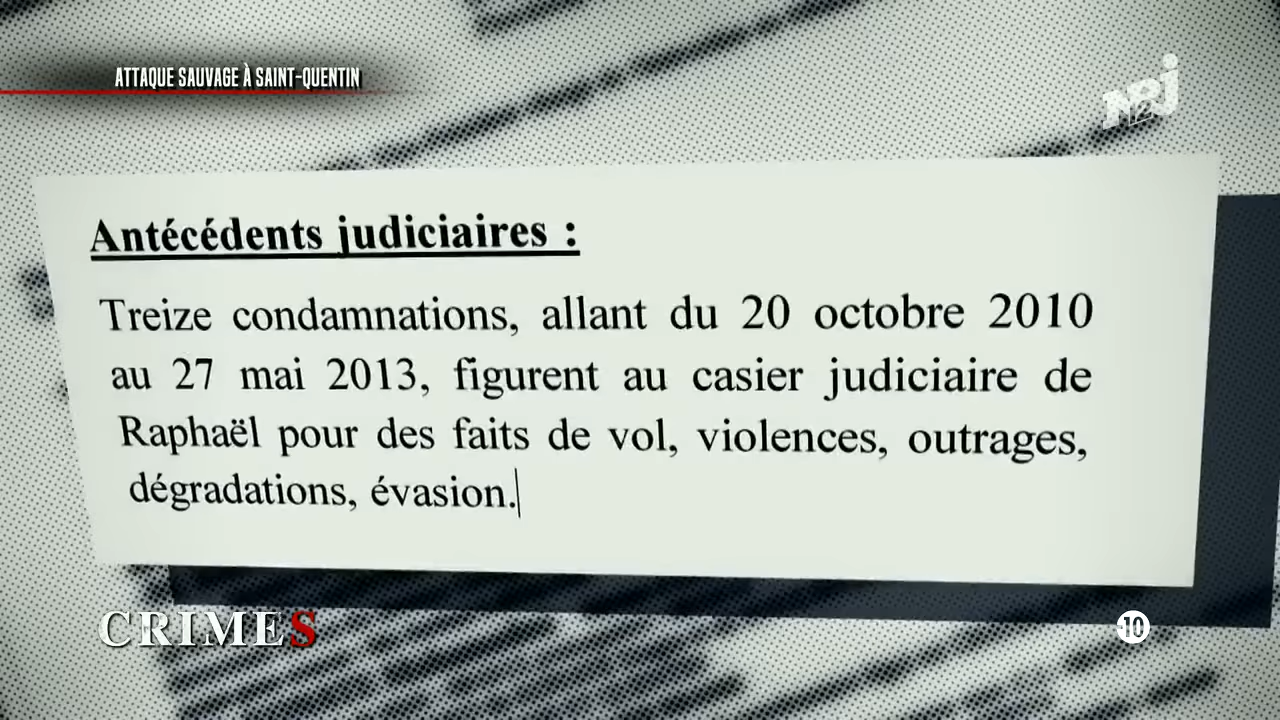 ATTAQUE SAUVAGE À SAINT-QUENTIN
NRJ12
Antécédents judiciaires :
Treize condamnations, allant du 20 octobre 2010
au 27 mai 2013, figurent au casier judiciaire de
Raphaël pour des faits de vol, violences, outrages,
dégradations, évasion.
CRIMES
-10